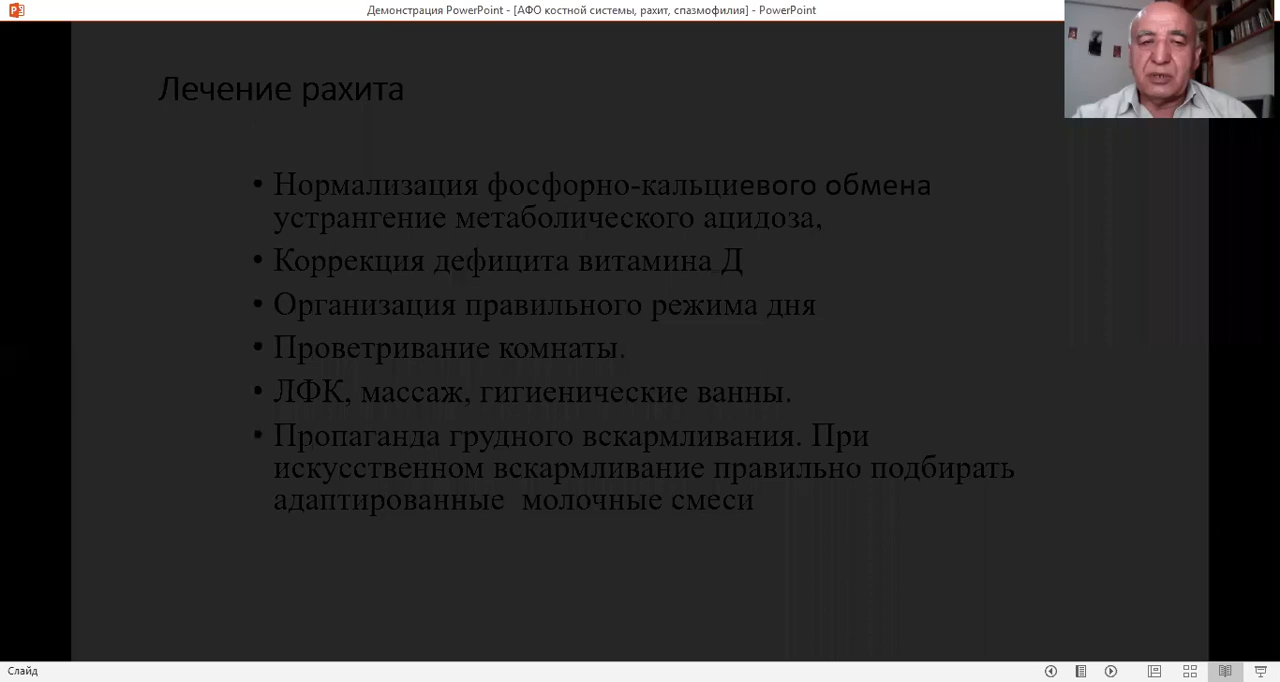 Демонстрация PowerPoint - [АФО костной системы, рахит, спазмофилия] - PowerPoint
Лечение рахита
• Нормализация фосфорно-кальциевого обмена
устрангение метаболического ацидоза,
• Коррекция дефицита витамина Д
• Организация правильного режима дня
• Проветривание комнаты.
• ЛФК, массаж, гигиенические ванны.
• Пропаганда грудного вскармливания. При
искусственном вскармливание правильно подбирать
адаптированные молочные смеси
Слайд